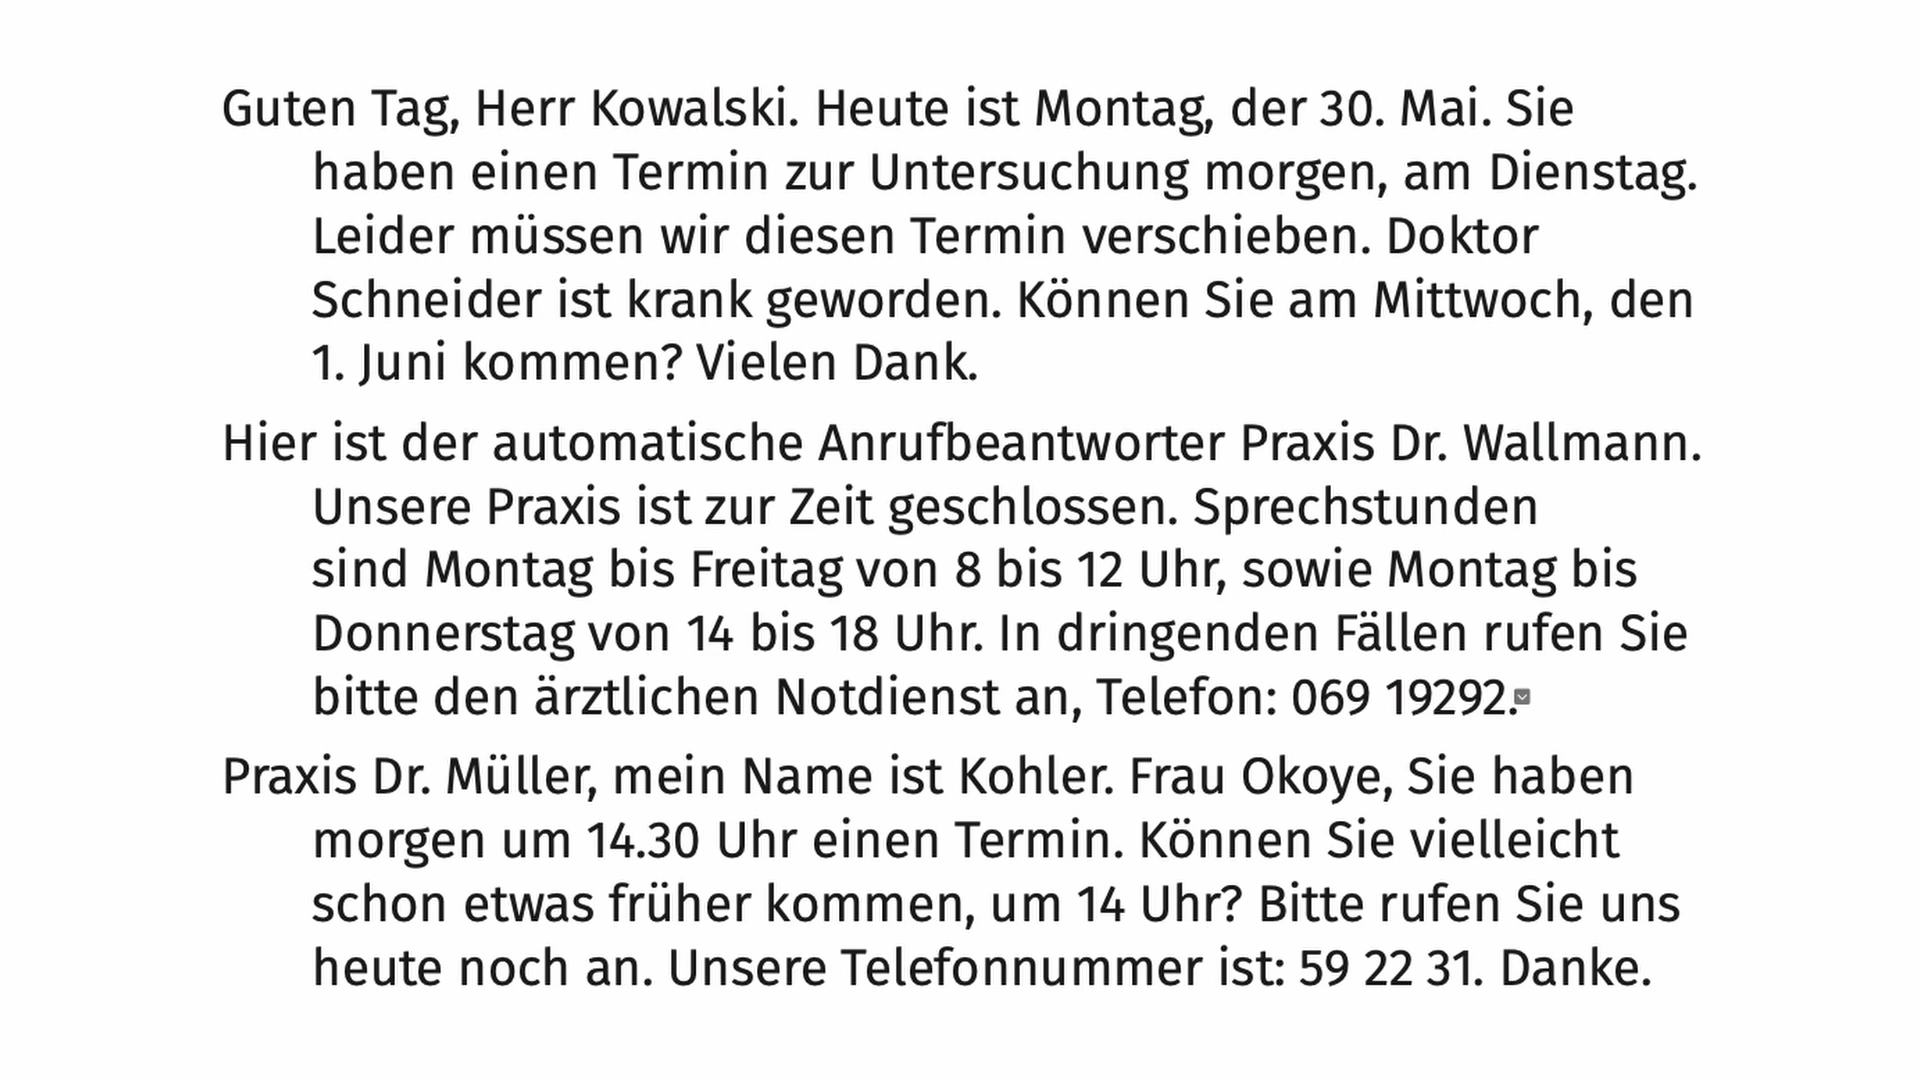 Guten Tag, Herr Kowalski. Heute ist Montag, der 30. Mai. Sie
haben einen Termin zur Untersuchung morgen, am Dienstag.
Leider müssen wir diesen Termin verschieben. Doktor
Schneider ist krank geworden. Können Sie am Mittwoch, den
1. Juni kommen? Vielen Dank.
Hier ist der automatische Anrufbeantworter Praxis Dr. Wallmann.
Unsere Praxis ist zur Zeit geschlossen. Sprechstunden
sind Montag bis Freitag von 8 bis 12 Uhr, sowie Montag bis
Donnerstag von 14 bis 18 Uhr. In dringenden Fällen rufen Sie
bitte den ärztlichen Notdienst an, Telefon: 069 19292.
Praxis Dr. Müller, mein Name ist Kohler. Frau Okoye, Sie haben
morgen um 14.30 Uhr einen Termin. Können Sie vielleicht
schon etwas früher kommen, um 14 Uhr? Bitte rufen Sie uns
heute noch an. Unsere Telefonnummer ist: 59 22 31. Danke.